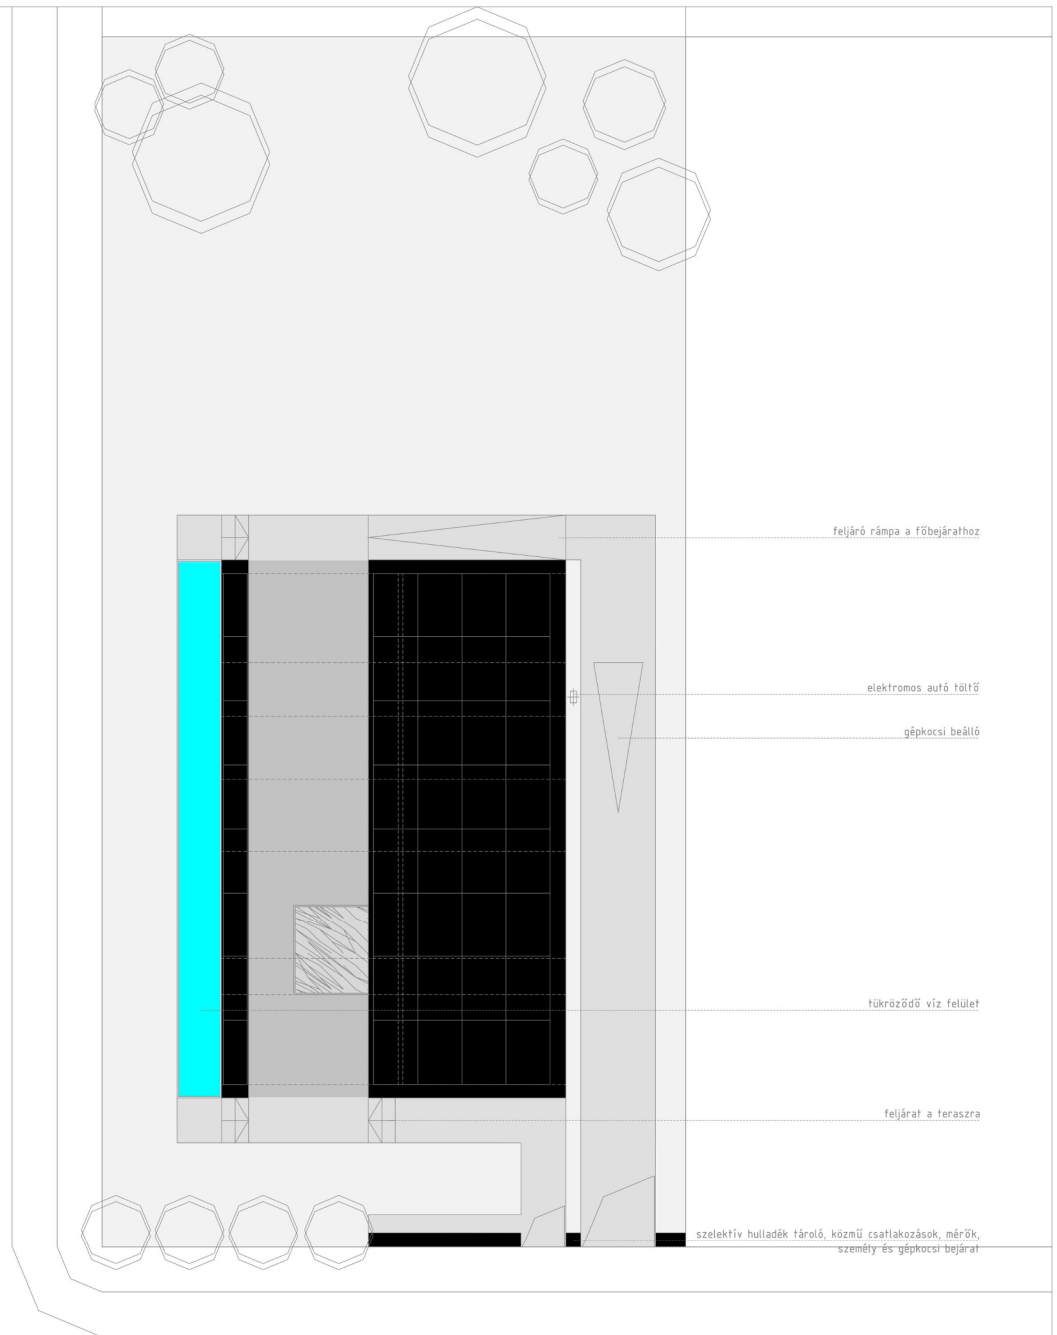 feljáró rámpa a főbejárathoz
elektromos autó töltő
gépkocsi beálló
tükröződő víz felület
feljárat a teraszra
szelektív hulladék tároló, közmű csatlakozások, mérők,
személy és gépkocsi bejárat